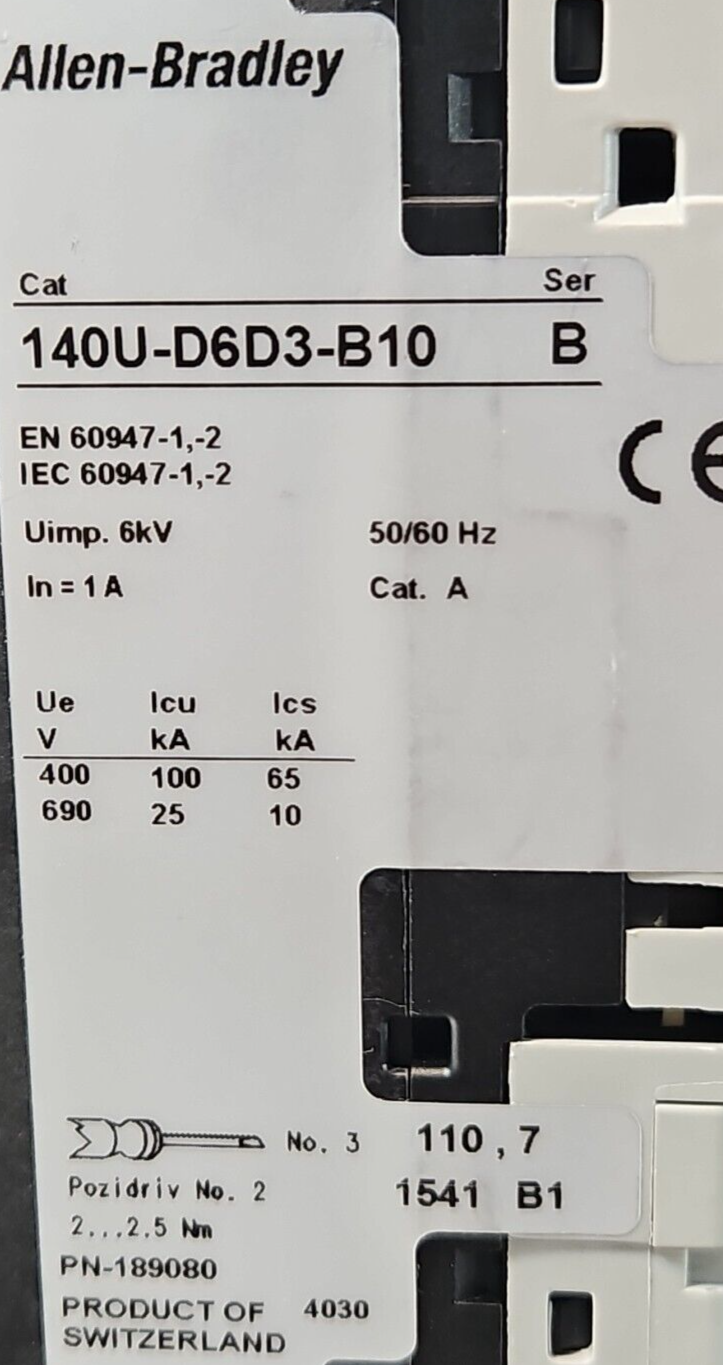 Allen-Bradley
Cat Ser
140U-D6D3-B10 B
EN 60947-1,-2
IEC 60947-1,-2
CE
Uimp. 6kV 50/60 Hz
In = 1 A Cat. A
Ue Icu Ics
V kA kA
400 100 65
690 25 10
No. 3 110,7
Pozidriv No. 2 1541 B1
2...2.5 Nm
PN-189080
PRODUCT OF 4030
SWITZERLAND